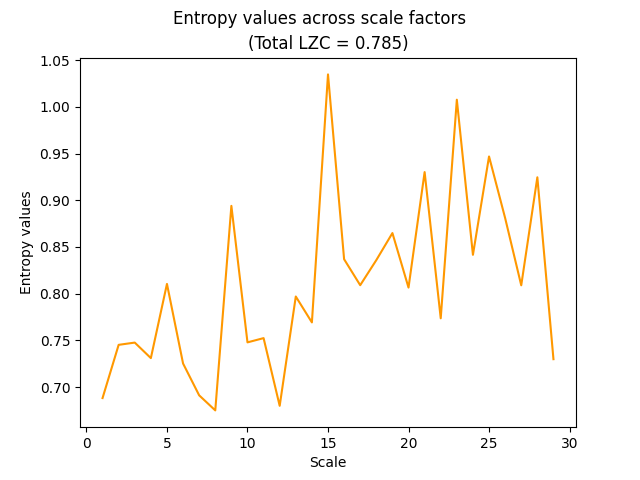 Entropy values across scale factors
(Total LZC = 0.785)
1.05
1.00
0.95
0.90
0.85
0.80
0.75
0.70
Entropy values
0 5 10 15 20 25 30
Scale